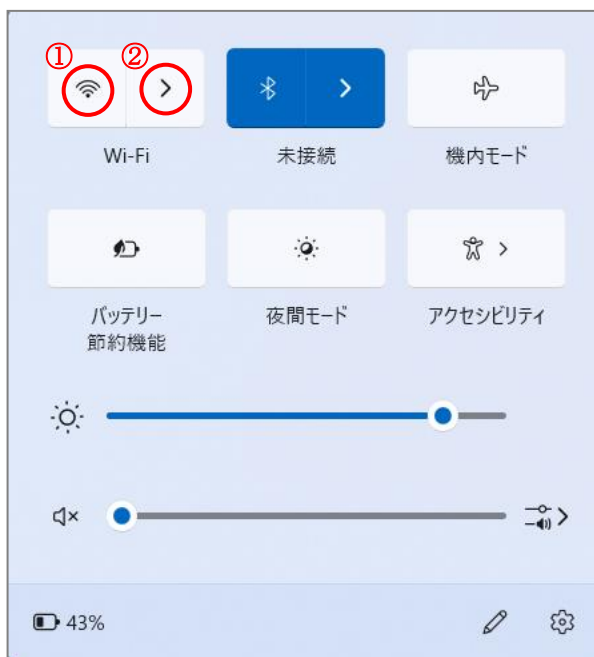 ① ②
Wi-Fi
未接続
機内モード
バッテリー
節約機能
夜間モード
アクセシビリティ
43%